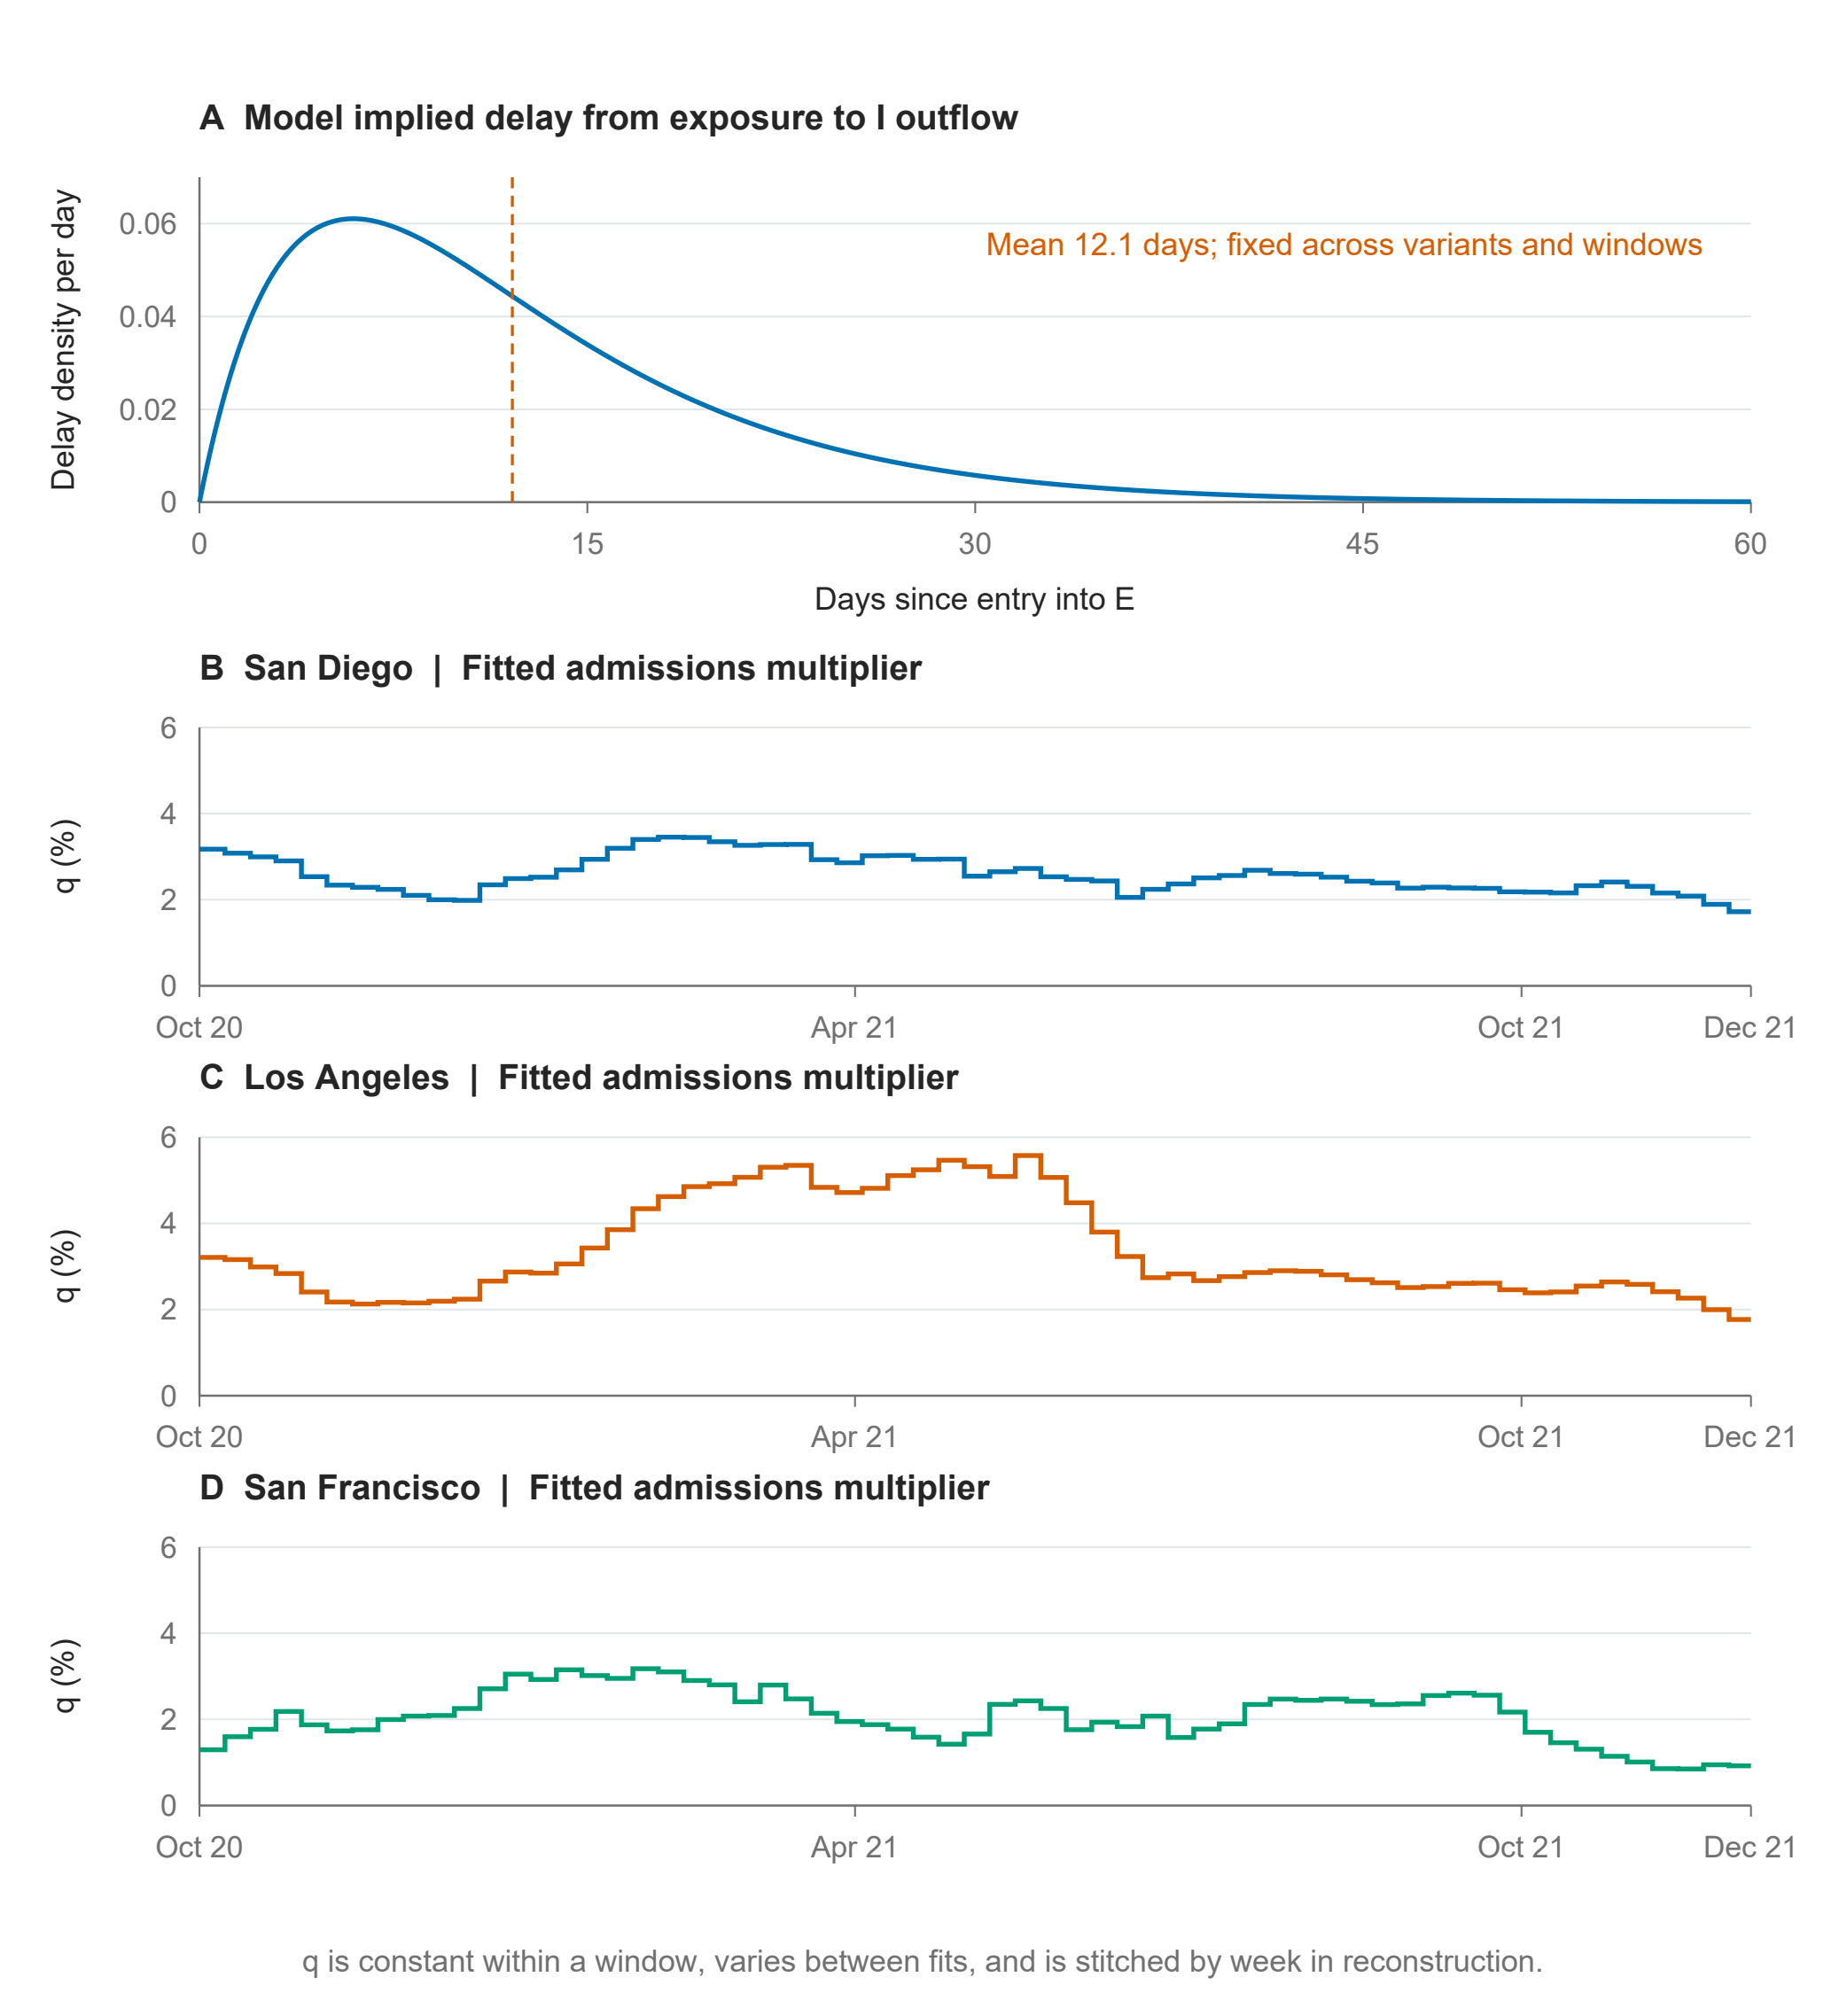 A Model implied delay from exposure to I outflow
Delay density per day
0.06
0.04
0.02
0
Mean 12.1 days; fixed across variants and windows
0 15 30 45 60
Days since entry into E
B San Diego | Fitted admissions multiplier
q (%)
6
4
2
0
Oct 20 Apr 21 Oct 21 Dec 21
C Los Angeles | Fitted admissions multiplier
q (%)
6
4
2
0
Oct 20 Apr 21 Oct 21 Dec 21
D San Francisco | Fitted admissions multiplier
q (%)
6
4
2
0
Oct 20 Apr 21 Oct 21 Dec 21
q is constant within a window, varies between fits, and is stitched by week in reconstruction.